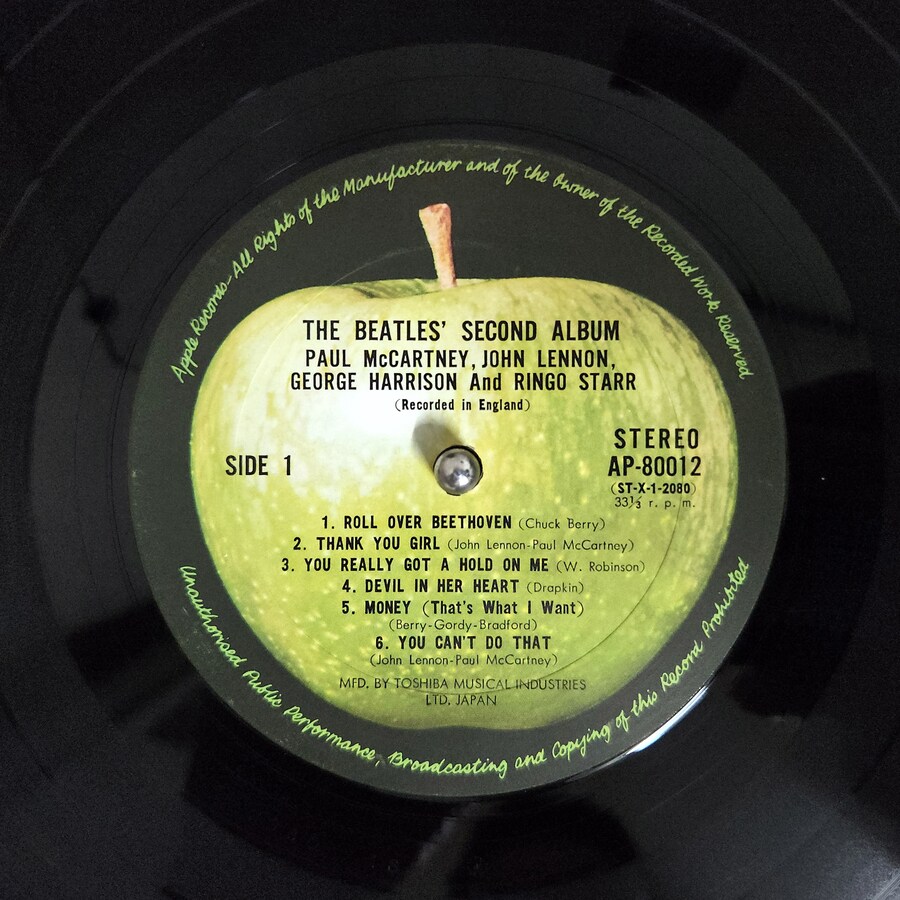 Apple Records-All Rights of the Manufacturer and of the Owner of the Recorded Work Reserved
THE BEATLES' SECOND ALBUM
PAUL McCARTNEY, JOHN LENNON,
GEORGE HARRISON And RINGO STARR
(Recorded in England)
SIDE 1
STEREO
AP-80012
(ST-X-1-2080)
33⅓ r. p. m.
1. ROLL OVER BEETHOVEN (Chuck Berry)
2. THANK YOU GIRL (John Lennon-Paul McCartney)
3. YOU REALLY GOT A HOLD ON ME (W. Robinson)
4. DEVIL IN HER HEART (Drapkin)
5. MONEY (That's What I Want)
(Berry-Gordy-Bradford)
6. YOU CAN'T DO THAT
(John Lennon-Paul McCartney)
MFD. BY TOSHIBA MUSICAL INDUSTRIES
LTD. JAPAN
Unauthorised Public Performance, Broadcasting and Copying of this Record Prohibited